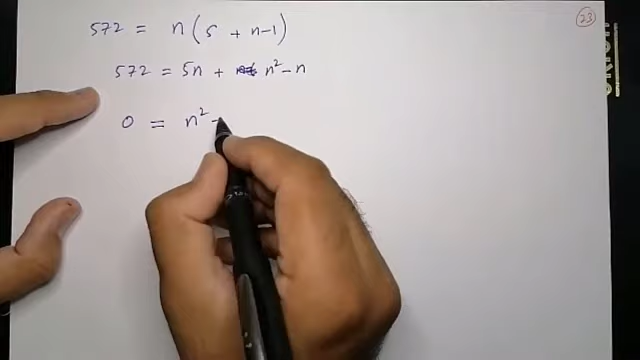 23
572 = n(5 + n-1)
572 = 5n + n² - n
0 = n² -